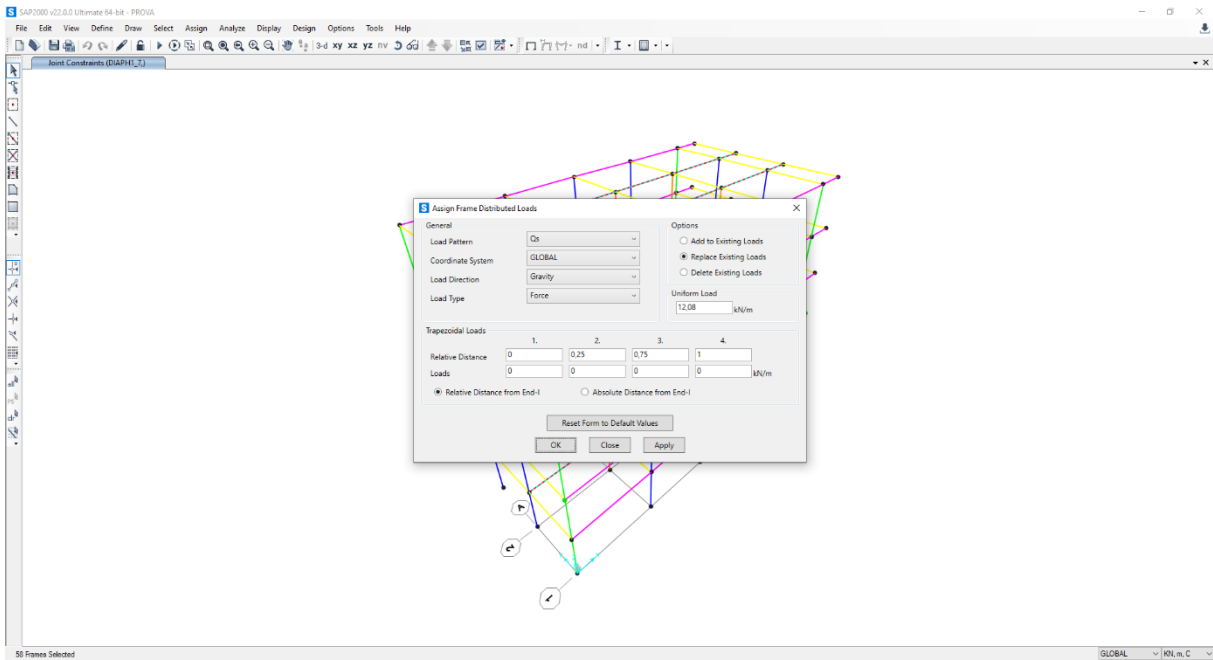 SAP2000 v22.0.0 Ultimate 64-bit - PROVA
File Edit View Define Draw Select Assign Analyze Display Design Options Tools Help
3-d xy xz yz nv nd
Joint Constraints (DIAPH1_7,)
Assign Frame Distributed Loads
General
Load Pattern Qs
Coordinate System GLOBAL
Load Direction Gravity
Load Type Force
Options
Add to Existing Loads
Replace Existing Loads
Delete Existing Loads
Uniform Load
12,08 kN/m
Trapezoidal Loads
1. 2. 3. 4.
Relative Distance 0 0,25 0,75 1
Loads 0 0 0 0 kN/m
Relative Distance from End-I Absolute Distance from End-I
Reset Form to Default Values
OK Close Apply
58 Frames Selected
GLOBAL KN, m, C